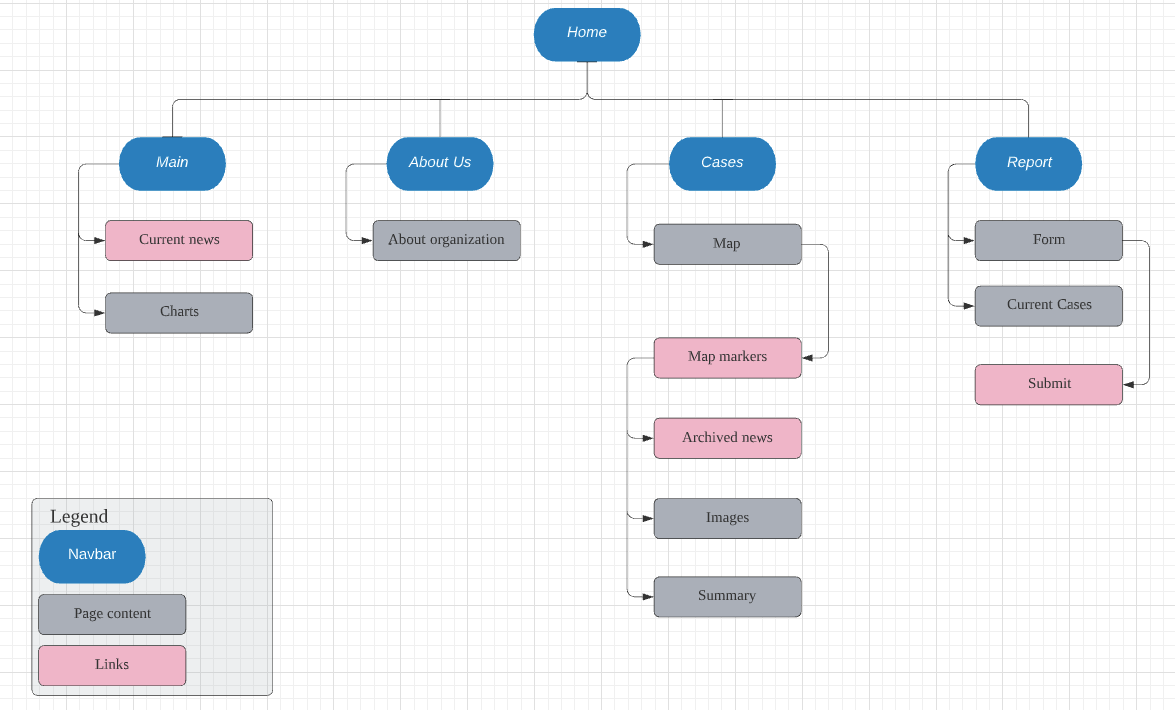 Home
Main
About Us
Cases
Report
Current news
About organization
Map
Form
Charts
Current Cases
Map markers
Submit
Archived news
Images
Summary
Legend
Navbar
Page content
Links